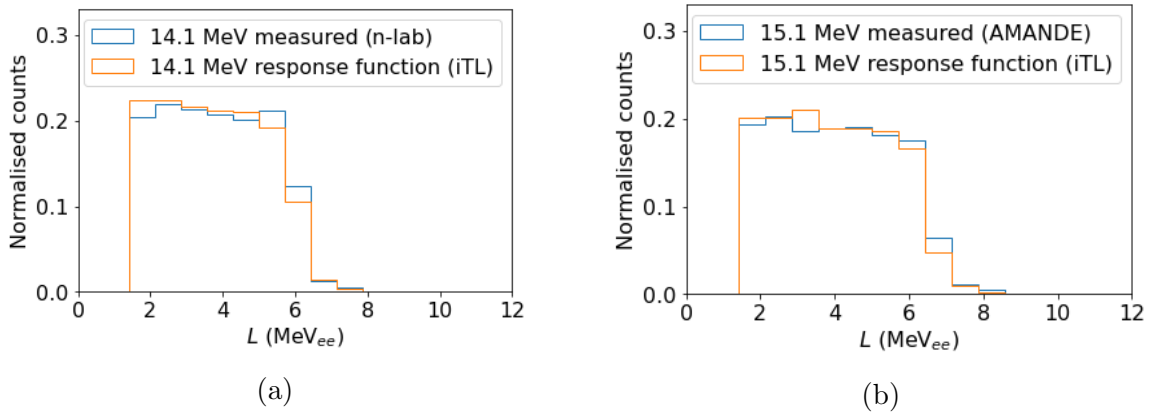 14.1 MeV measured (n-lab)
14.1 MeV response function (iTL)
Normalised counts
0.3
0.2
0.1
0.0
0 2 4 6 8 10 12
L (MeV_ee)
(a)
15.1 MeV measured (AMANDE)
15.1 MeV response function (iTL)
Normalised counts
0.3
0.2
0.1
0.0
0 2 4 6 8 10 12
L (MeV_ee)
(b)